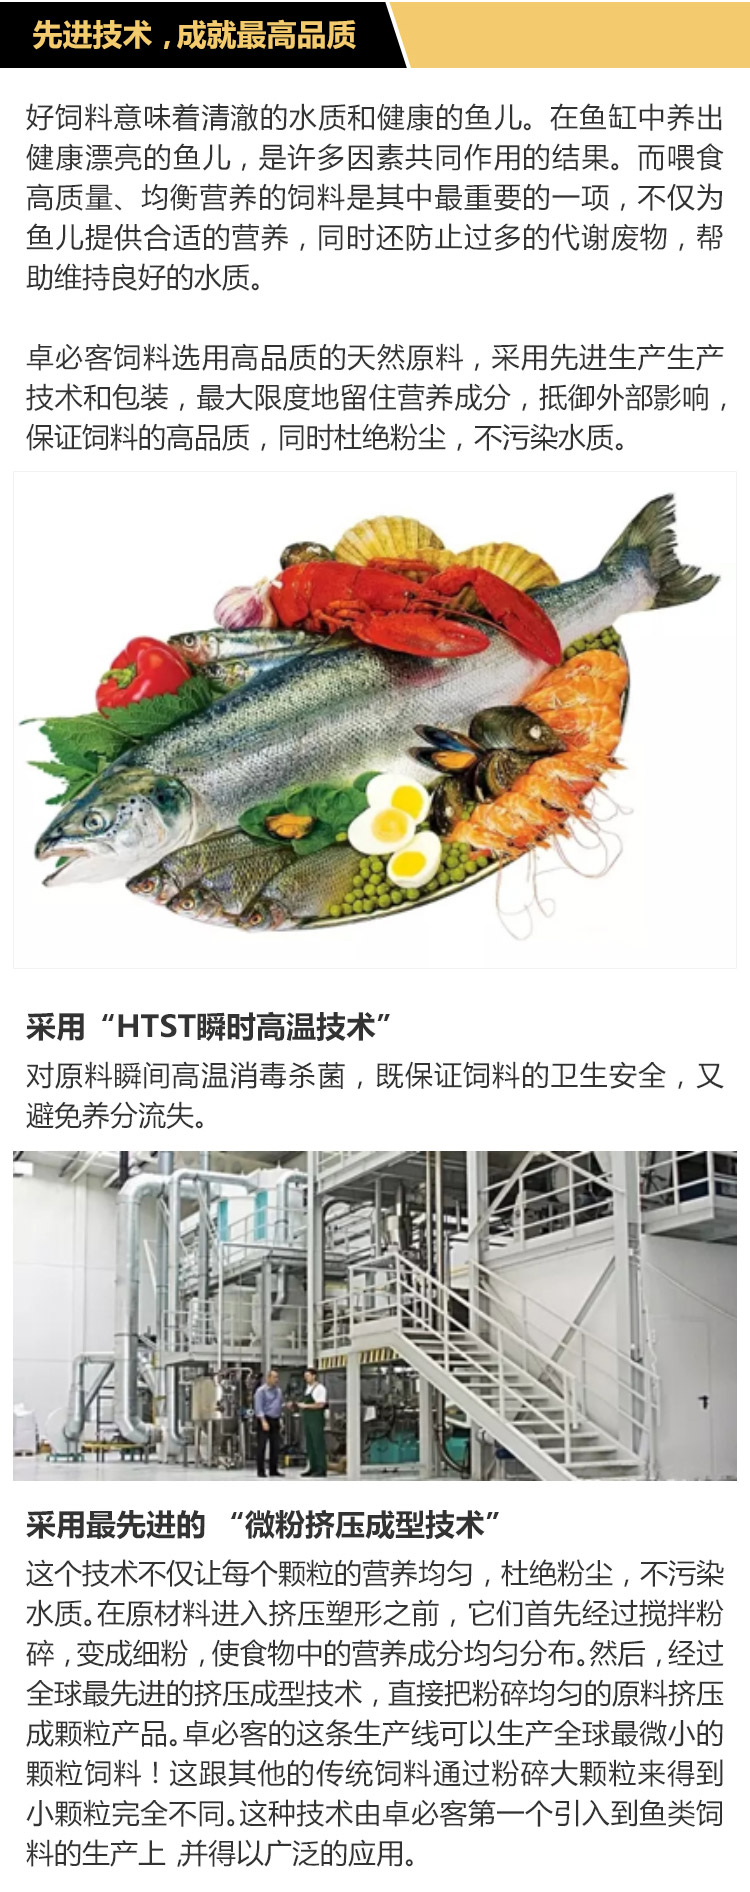 先进技术，成就最高品质
好饲料意味着清澈的水质和健康的鱼儿。在鱼缸中养出
健康漂亮的鱼儿，是许多因素共同作用的结果。而喂食
高质量、均衡营养的饲料是其中最重要的一项，不仅为
鱼儿提供合适的营养，同时还防止过多的代谢废物，帮
助维持良好的水质。
卓必客饲料选用高品质的天然原料，采用先进生产生产
技术和包装，最大限度地留住营养成分，抵御外部影响，
保证饲料的高品质，同时杜绝粉尘，不污染水质。
采用“HTST瞬时高温技术”
对原料瞬间高温消毒杀菌，既保证饲料的卫生安全，又
避免养分流失。
采用最先进的 “微粉挤压成型技术”
这个技术不仅让每个颗粒的营养均匀，杜绝粉尘，不污染
水质。在原材料进入挤压塑形之前，它们首先经过搅拌粉
碎，变成细粉，使食物中的营养成分均匀分布。然后，经过
全球最先进的挤压成型技术，直接把粉碎均匀的原料挤压
成颗粒产品。卓必客的这条生产线可以生产全球最微小的
颗粒饲料！这跟其他的传统饲料通过粉碎大颗粒来得到
小颗粒完全不同。这种技术由卓必客第一个引入到鱼类饲
料的生产上，并得以广泛的应用。